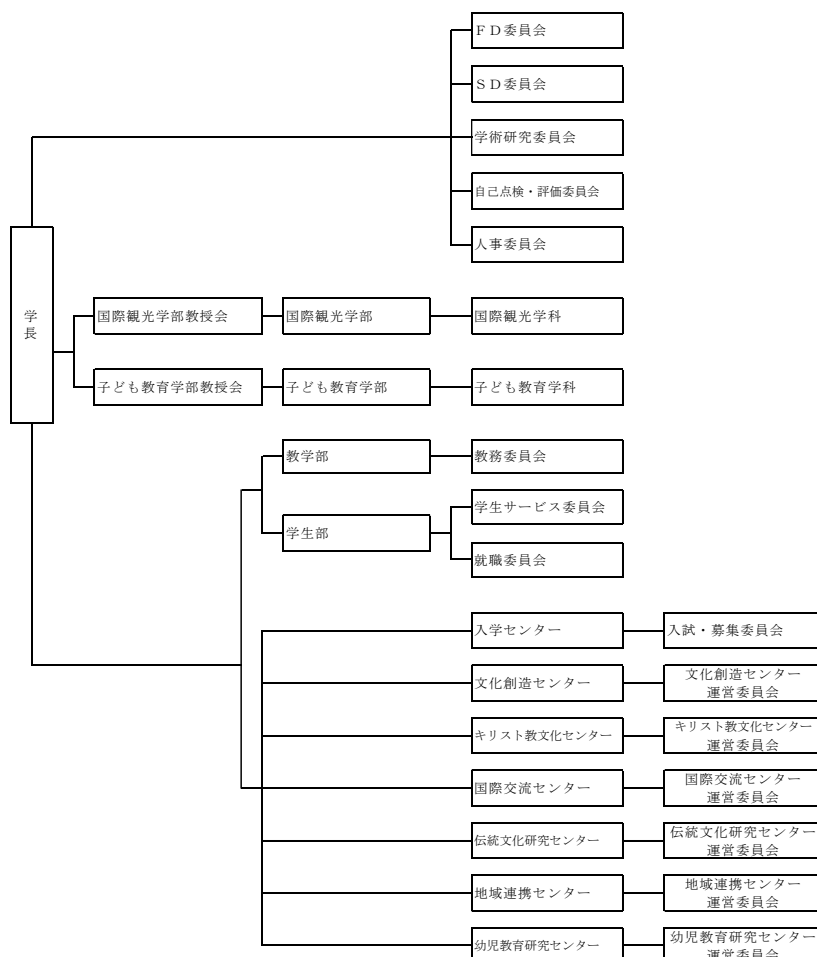 ＦＤ委員会
ＳＤ委員会
学術研究委員会
自己点検・評価委員会
人事委員会
学
長
国際観光学部教授会
国際観光学部
国際観光学科
子ども教育学部教授会
子ども教育学部
子ども教育学科
教学部
教務委員会
学生部
学生サービス委員会
就職委員会
入学センター
入試・募集委員会
文化創造センター
文化創造センター
運営委員会
キリスト教文化センター
キリスト教文化センター
運営委員会
国際交流センター
国際交流センター
運営委員会
伝統文化研究センター
伝統文化研究センター
運営委員会
地域連携センター
地域連携センター
運営委員会
幼児教育研究センター
幼児教育研究センター
運営委員会